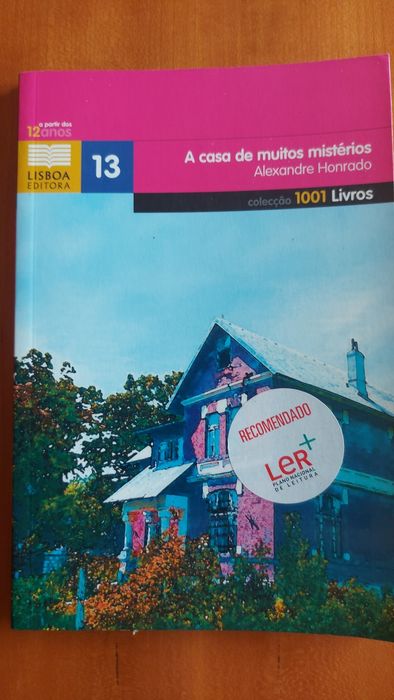 a partir dos
12anos
LISBOA
EDITORA
13
A casa de muitos mistérios
Alexandre Honrado
colecção 1001 Livros
RECOMENDADO
LeR+
PLANO NACIONAL
DE LEITURA